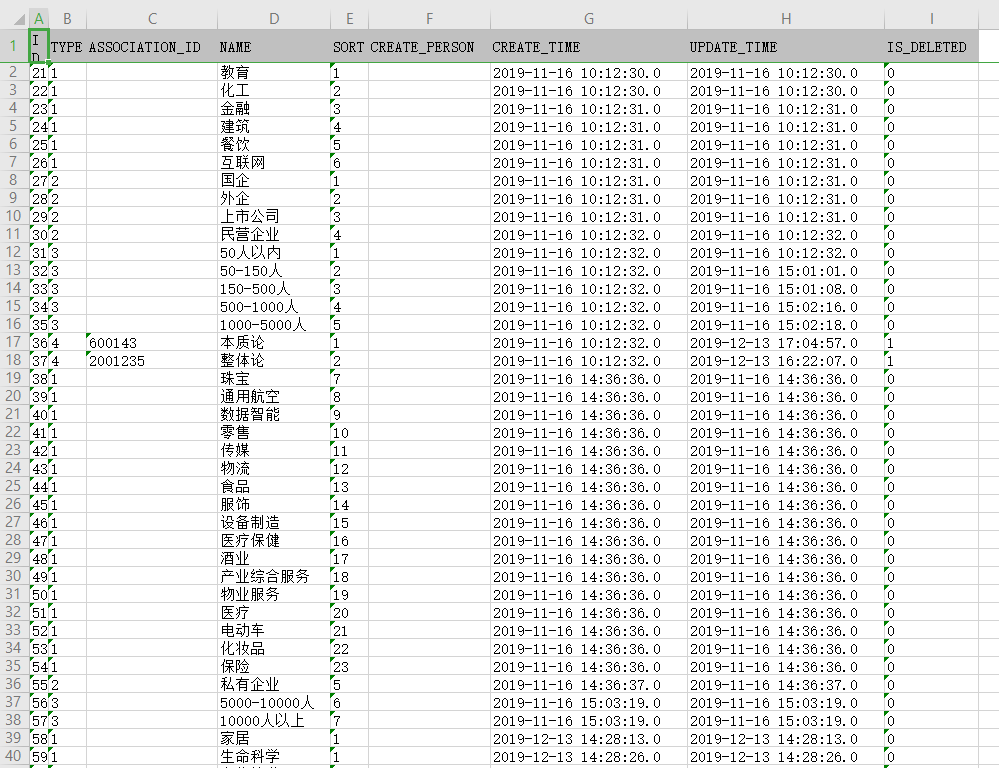 A B C D E F G H I
1 ID TYPE ASSOCIATION_ID NAME SORT CREATE_PERSON CREATE_TIME UPDATE_TIME IS_DELETED
2 21 1 教育 1 2019-11-16 10:12:30.0 2019-11-16 10:12:30.0 0
3 22 1 化工 2 2019-11-16 10:12:30.0 2019-11-16 10:12:30.0 0
4 23 1 金融 3 2019-11-16 10:12:31.0 2019-11-16 10:12:31.0 0
5 24 1 建筑 4 2019-11-16 10:12:31.0 2019-11-16 10:12:31.0 0
6 25 1 餐饮 5 2019-11-16 10:12:31.0 2019-11-16 10:12:31.0 0
7 26 1 互联网 6 2019-11-16 10:12:31.0 2019-11-16 10:12:31.0 0
8 27 2 国企 1 2019-11-16 10:12:31.0 2019-11-16 10:12:31.0 0
9 28 2 外企 2 2019-11-16 10:12:31.0 2019-11-16 10:12:31.0 0
10 29 2 上市公司 3 2019-11-16 10:12:31.0 2019-11-16 10:12:31.0 0
11 30 2 民营企业 4 2019-11-16 10:12:32.0 2019-11-16 10:12:32.0 0
12 31 3 50人以内 1 2019-11-16 10:12:32.0 2019-11-16 10:12:32.0 0
13 32 3 50-150人 2 2019-11-16 10:12:32.0 2019-11-16 15:01:01.0 0
14 33 3 150-500人 3 2019-11-16 10:12:32.0 2019-11-16 15:01:08.0 0
15 34 3 500-1000人 4 2019-11-16 10:12:32.0 2019-11-16 15:02:16.0 0
16 35 3 1000-5000人 5 2019-11-16 10:12:32.0 2019-11-16 15:02:18.0 0
17 36 4 600143 本质论 1 2019-11-16 10:12:32.0 2019-12-13 17:04:57.0 1
18 37 4 2001235 整体论 2 2019-11-16 10:12:32.0 2019-12-13 16:22:07.0 1
19 38 1 珠宝 7 2019-11-16 14:36:36.0 2019-11-16 14:36:36.0 0
20 39 1 通用航空 8 2019-11-16 14:36:36.0 2019-11-16 14:36:36.0 0
21 40 1 数据智能 9 2019-11-16 14:36:36.0 2019-11-16 14:36:36.0 0
22 41 1 零售 10 2019-11-16 14:36:36.0 2019-11-16 14:36:36.0 0
23 42 1 传媒 11 2019-11-16 14:36:36.0 2019-11-16 14:36:36.0 0
24 43 1 物流 12 2019-11-16 14:36:36.0 2019-11-16 14:36:36.0 0
25 44 1 食品 13 2019-11-16 14:36:36.0 2019-11-16 14:36:36.0 0
26 45 1 服饰 14 2019-11-16 14:36:36.0 2019-11-16 14:36:36.0 0
27 46 1 设备制造 15 2019-11-16 14:36:36.0 2019-11-16 14:36:36.0 0
28 47 1 医疗保健 16 2019-11-16 14:36:36.0 2019-11-16 14:36:36.0 0
29 48 1 酒业 17 2019-11-16 14:36:36.0 2019-11-16 14:36:36.0 0
30 49 1 产业综合服务 18 2019-11-16 14:36:36.0 2019-11-16 14:36:36.0 0
31 50 1 物业服务 19 2019-11-16 14:36:36.0 2019-11-16 14:36:36.0 0
32 51 1 医疗 20 2019-11-16 14:36:36.0 2019-11-16 14:36:36.0 0
33 52 1 电动车 21 2019-11-16 14:36:36.0 2019-11-16 14:36:36.0 0
34 53 1 化妆品 22 2019-11-16 14:36:36.0 2019-11-16 14:36:36.0 0
35 54 1 保险 23 2019-11-16 14:36:36.0 2019-11-16 14:36:36.0 0
36 55 2 私有企业 5 2019-11-16 14:36:37.0 2019-11-16 14:36:37.0 0
37 56 3 5000-10000人 6 2019-11-16 15:03:19.0 2019-11-16 15:03:19.0 0
38 57 3 10000人以上 7 2019-11-16 15:03:19.0 2019-11-16 15:03:19.0 0
39 58 1 家居 1 2019-12-13 14:28:13.0 2019-12-13 14:28:13.0 0
40 59 1 生命科学 1 2019-12-13 14:28:26.0 2019-12-13 14:28:26.0 0